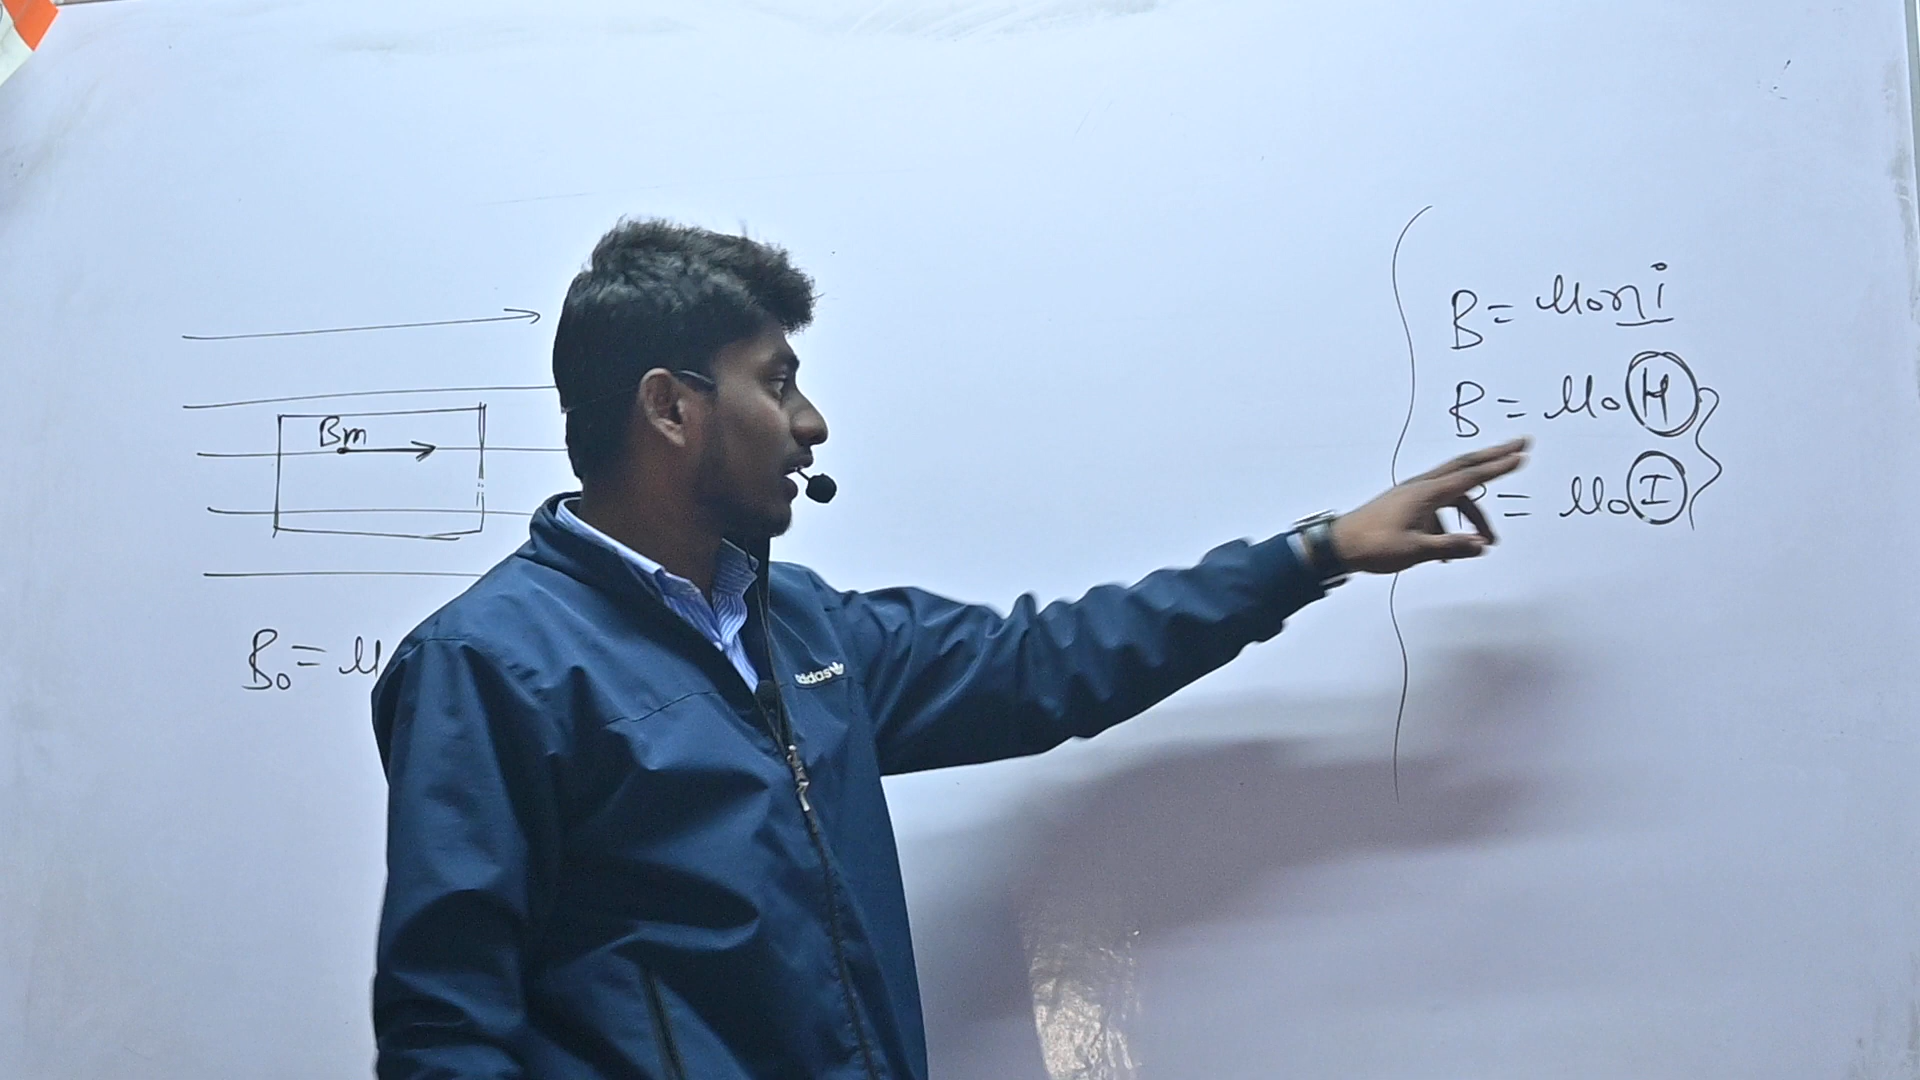 Bm
B₀ = μ
B = μ₀ni
B = μ₀H
= μ₀I
adidas